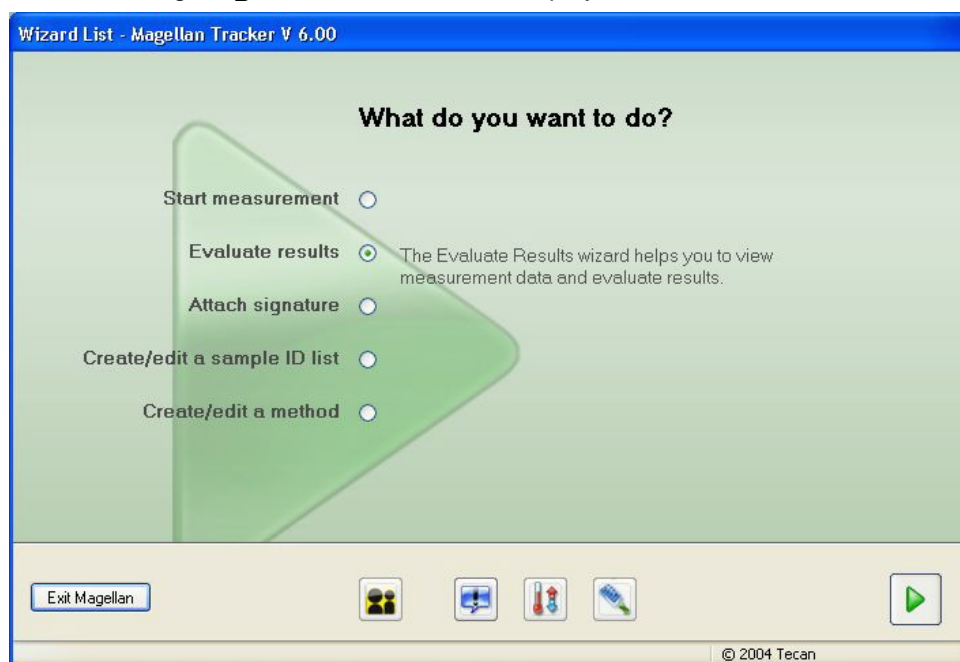 Wizard List - Magellan Tracker V 6.00
What do you want to do?
Start measurement
Evaluate results
The Evaluate Results wizard helps you to view
measurement data and evaluate results.
Attach signature
Create/edit a sample ID list
Create/edit a method
Exit Magellan
© 2004 Tecan